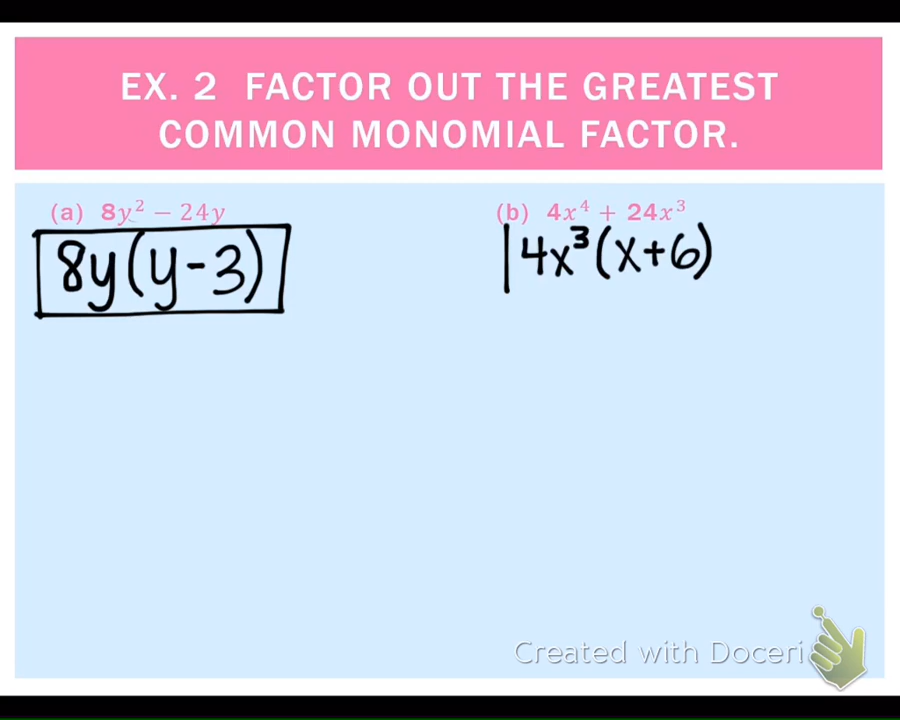 EX. 2 FACTOR OUT THE GREATEST
COMMON MONOMIAL FACTOR.
(a) 8y² − 24y
8y(y-3)
(b) 4x⁴ + 24x³
4x³(x+6)
Created with Doceri